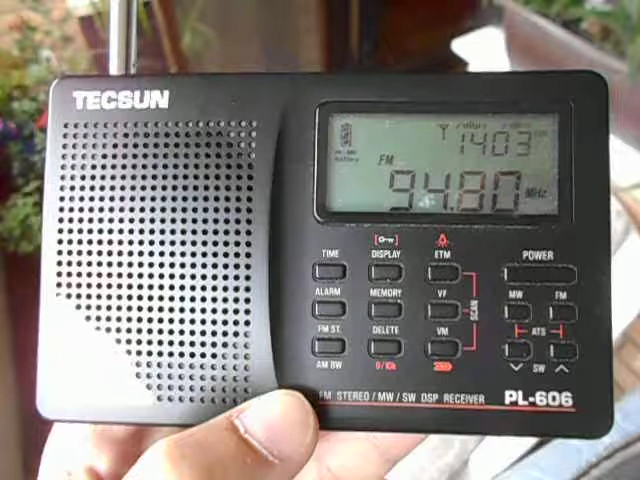 TECSUN
1403
FM
94.80 MHz
TIME DISPLAY ETM POWER
ALARM MEMORY VF MW FM
SCAN
FM ST. DELETE VM ATS
AM BW SW
FM STEREO / MW / SW DSP RECEIVER PL-606